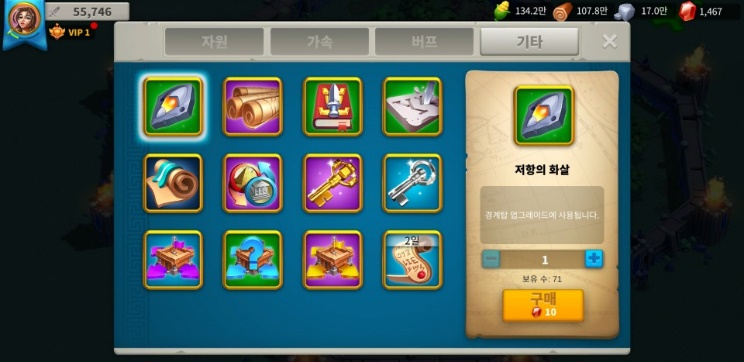 55,746
134.2만
107.8만
17.0만
1,467
VIP 1
자원
가속
버프
기타
저항의 화살
경계탑 업그레이드에 사용됩니다.
1
보유 수: 71
구매
10
2일